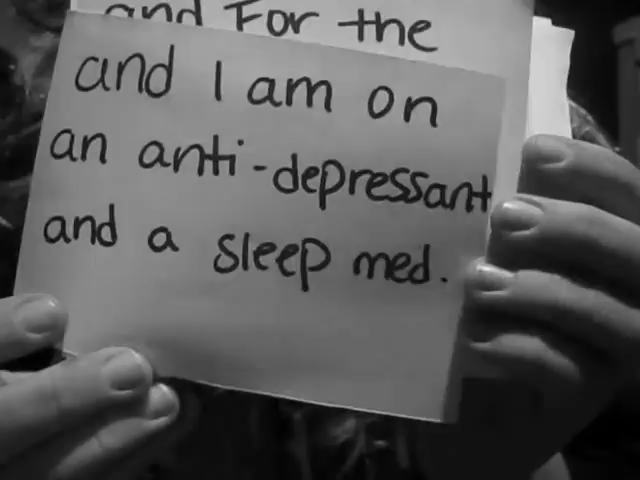 and For the
and I am on
an anti-depressant
and a sleep med.